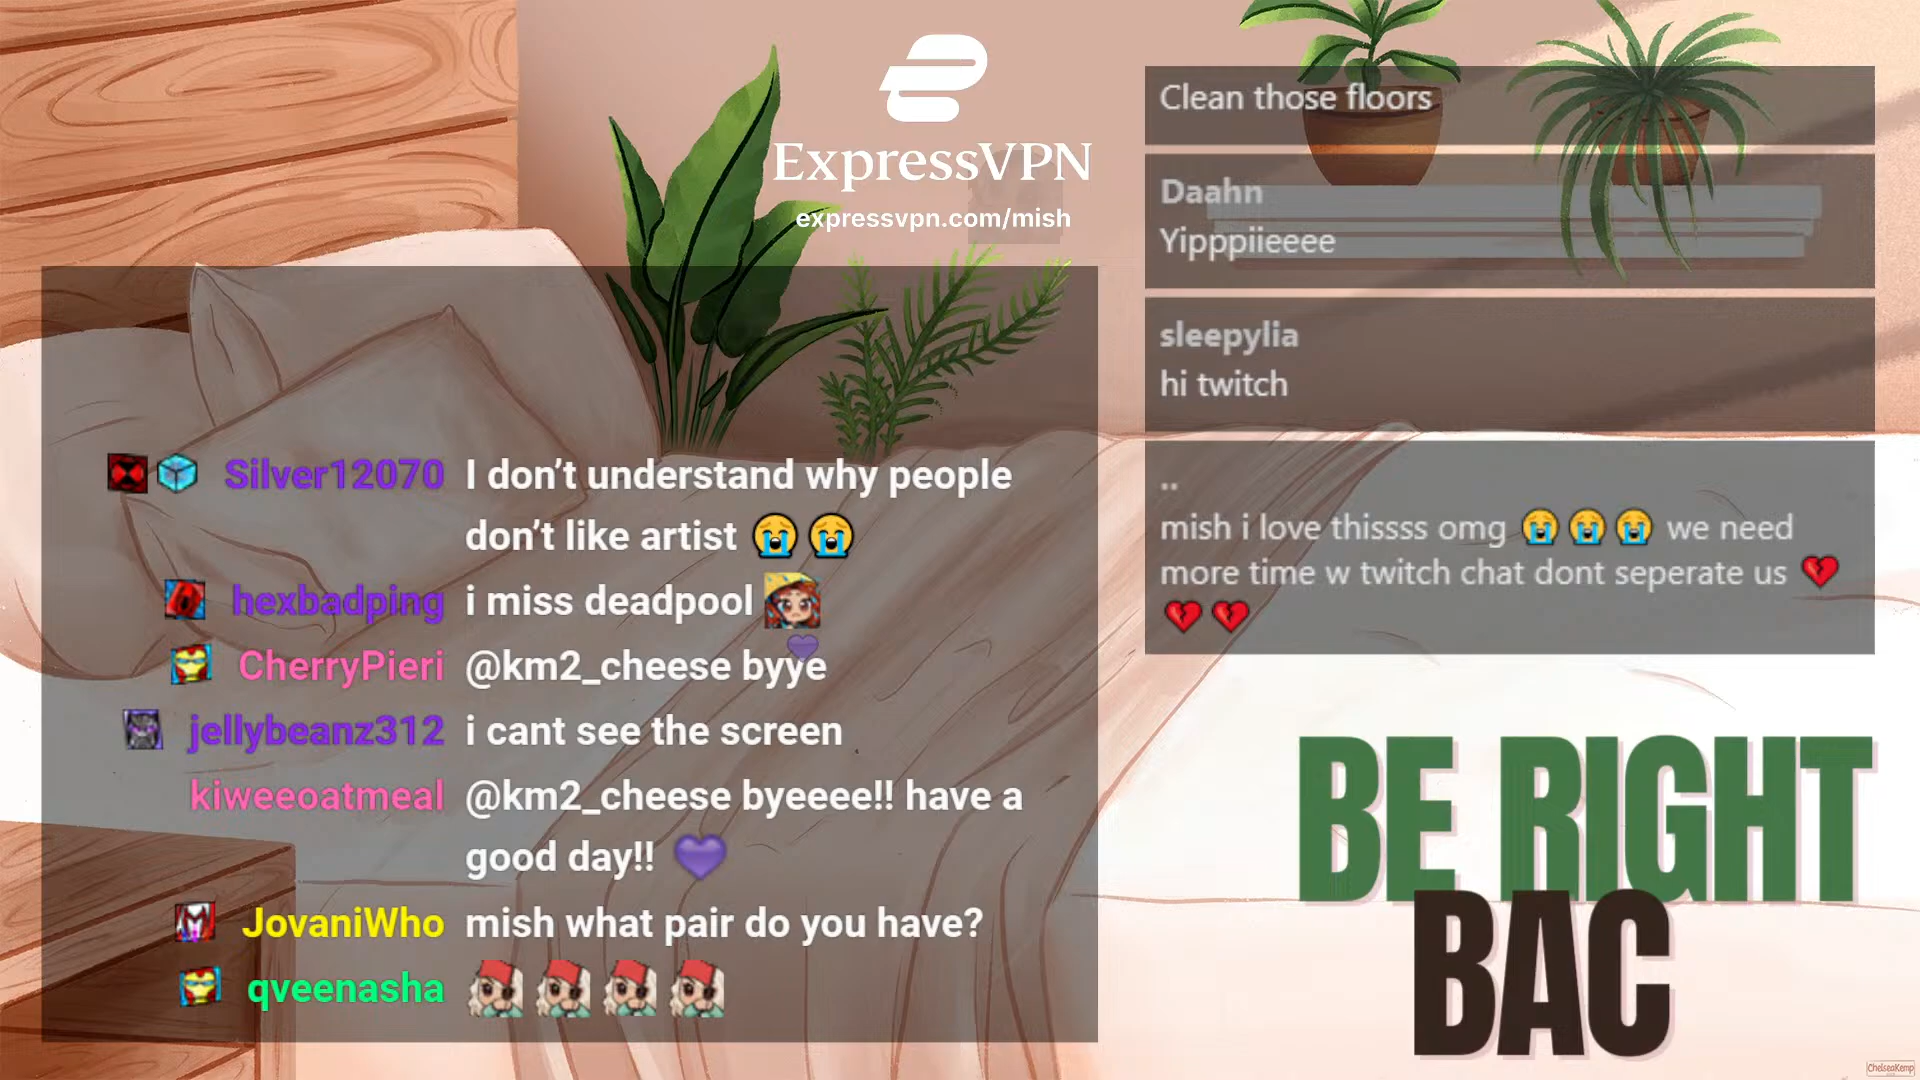 ExpressVPN
expressvpn.com/mish
Silver12070 I don't understand why people
don't like artist 😭 😭
hexbadping i miss deadpool
CherryPieri @km2_cheese byye
jellybeanz312 i cant see the screen
kiweeoatmeal @km2_cheese byeeee!! have a
good day!! 💜
JovaniWho mish what pair do you have?
qveenasha
Clean those floors
Daahn
Yipppiieeee
sleepylia
hi twitch
..
mish i love thissss omg 😭😭😭 we need
more time w twitch chat dont seperate us 💔
💔💔
BE RIGHT
BAC
ChelseaKemp